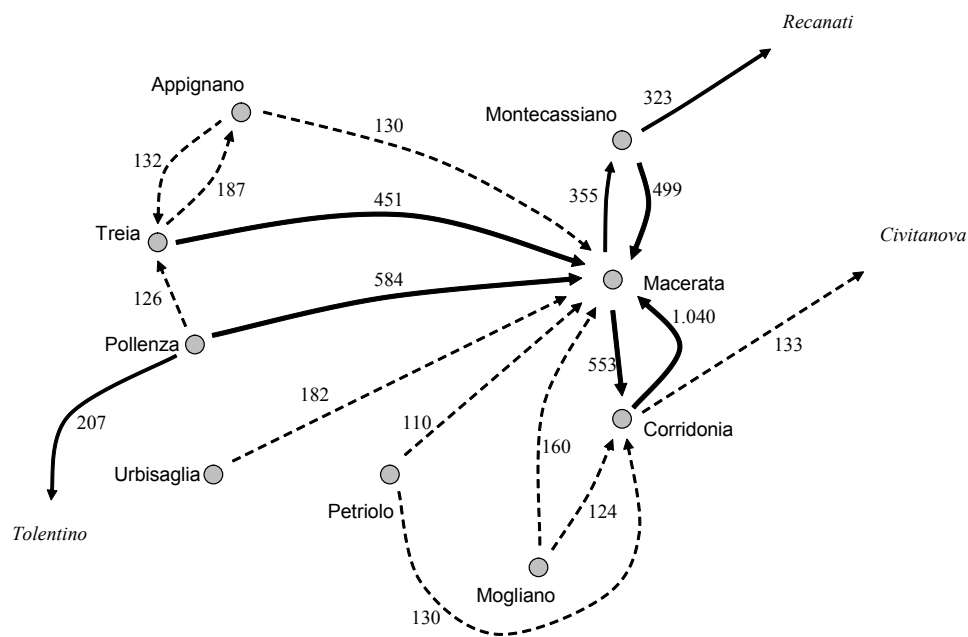 Recanati
Appignano
323
Montecassiano
130
132
187
355
499
451
Treia
Civitanova
584
Macerata
126
1.040
Pollenza
553
133
182
207
110
Corridonia
160
Urbisaglia
Petriolo
124
Tolentino
Mogliano
130